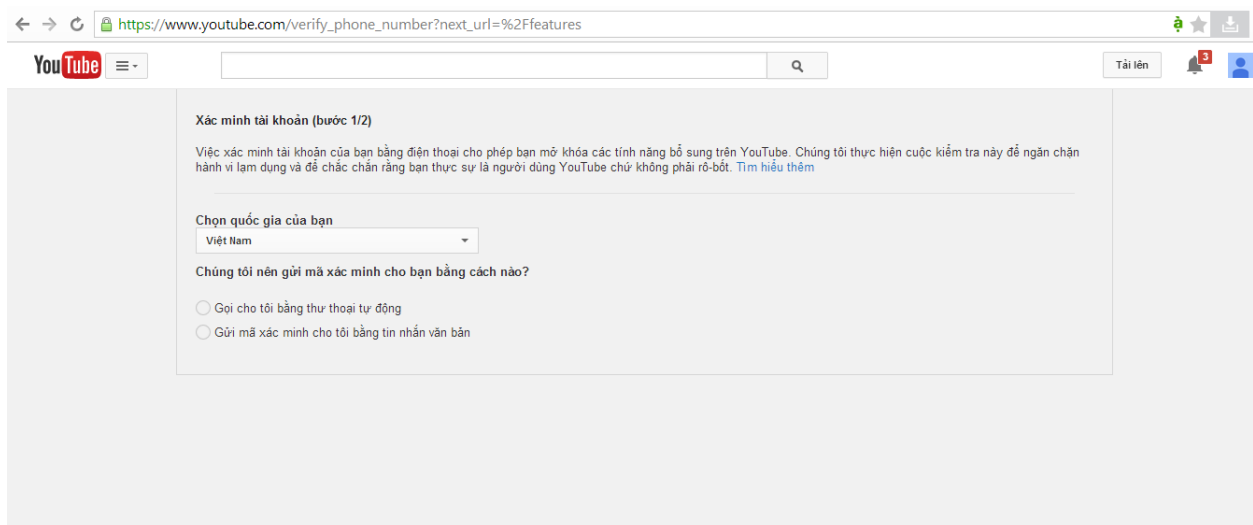 https://www.youtube.com/verify_phone_number?next_url=%2Ffeatures
ạ̀
YouTube
Tải lên
3
Xác minh tài khoản (bước 1/2)
Việc xác minh tài khoản của bạn bằng điện thoại cho phép bạn mở khóa các tính năng bổ sung trên YouTube. Chúng tôi thực hiện cuộc kiểm tra này để ngăn chặn
hành vi lạm dụng và để chắc chắn rằng bạn thực sự là người dùng YouTube chứ không phải rô-bốt. Tìm hiểu thêm
Chọn quốc gia của bạn
Việt Nam
Chúng tôi nên gửi mã xác minh cho bạn bằng cách nào?
Gọi cho tôi bằng thư thoại tự động
Gửi mã xác minh cho tôi bằng tin nhắn văn bản